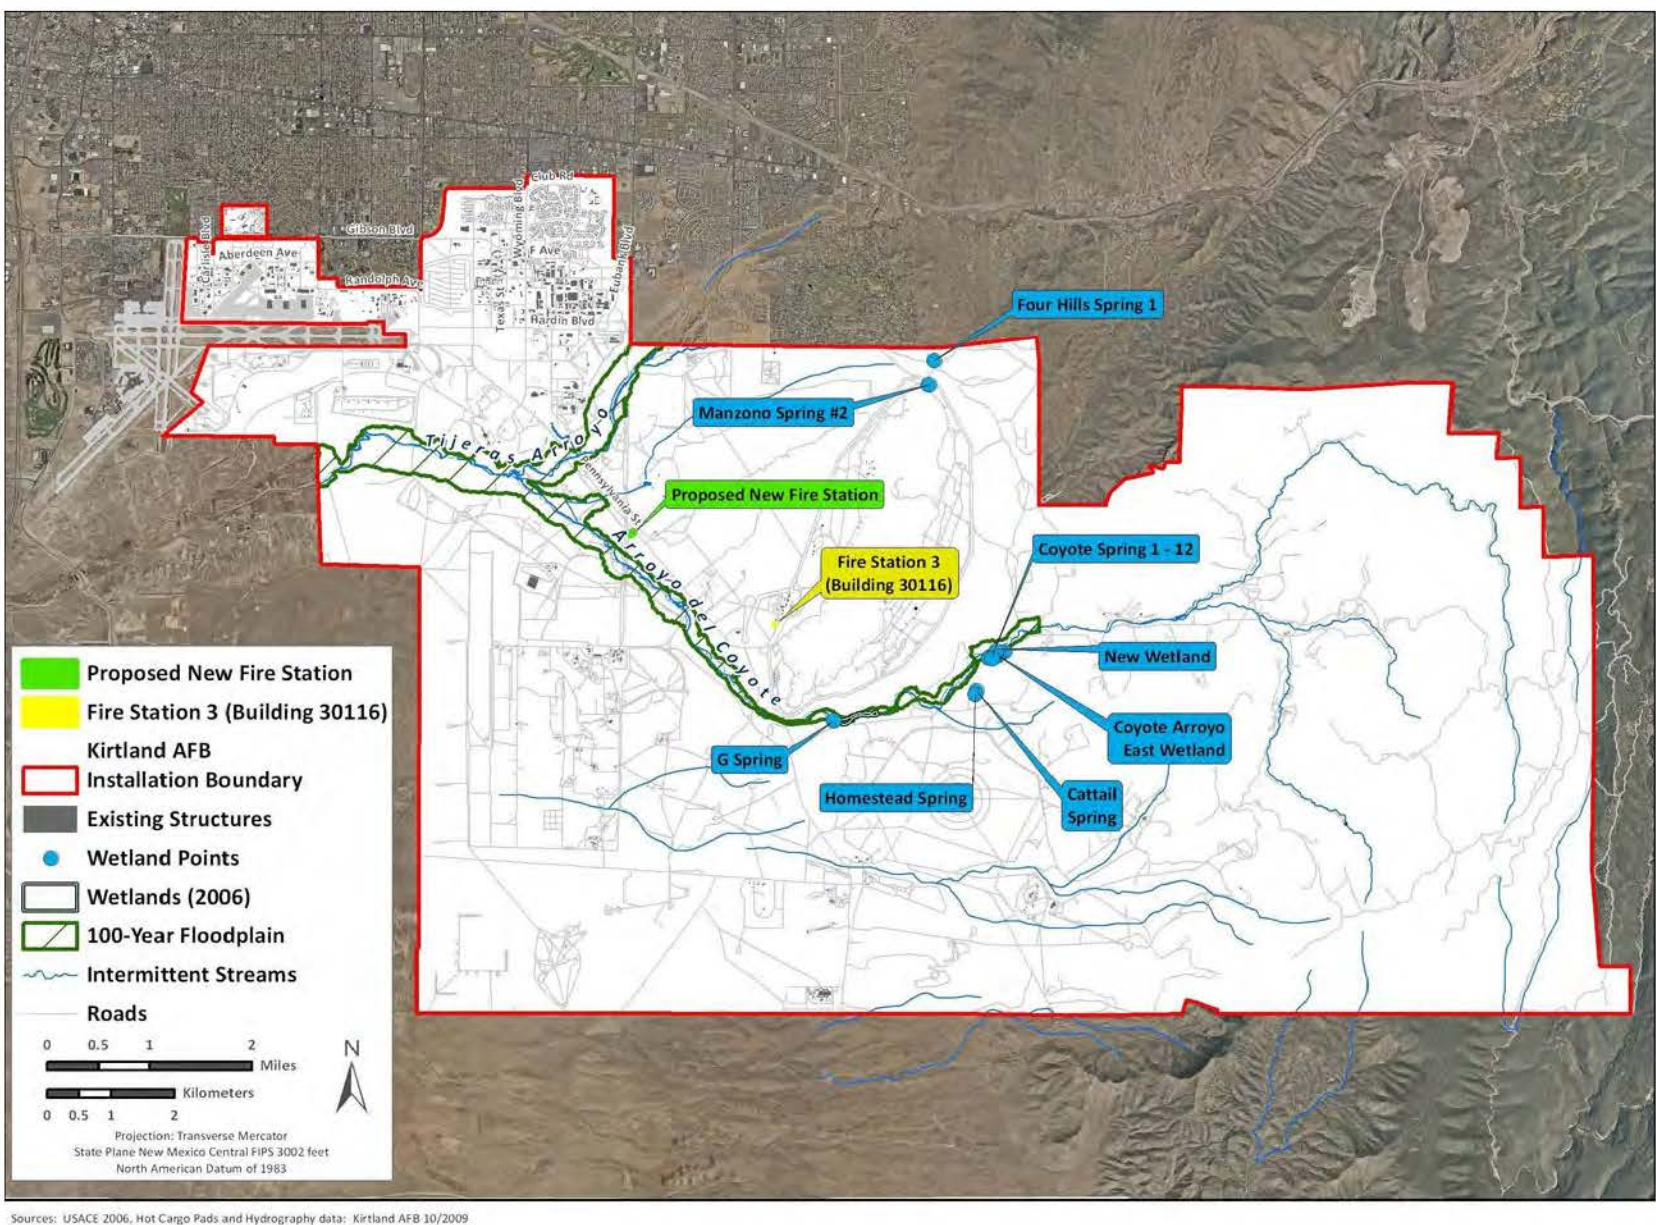 Club Rd
Wyoming Blvd
Gibson Blvd
Carlisle Blvd
Aberdeen Ave
F Ave
Eubank Blvd
Randolph Ave
Texas St
Hardin Blvd
Four Hills Spring 1
Manzono Spring #2
Tijeras Arroyo
Pennsylvania St
Proposed New Fire Station
Arroyo del Coyote
Coyote Spring 1 - 12
Fire Station 3
(Building 30116)
New Wetland
Coyote Arroyo
East Wetland
G Spring
Homestead Spring
Cattail
Spring
Proposed New Fire Station
Fire Station 3 (Building 30116)
Kirtland AFB
Installation Boundary
Existing Structures
Wetland Points
Wetlands (2006)
100-Year Floodplain
Intermittent Streams
Roads
0 0.5 1 2
Miles
Kilometers
0 0.5 1 2
N
Projection: Transverse Mercator
State Plane New Mexico Central FIPS 3002 feet
North American Datum of 1983
Sources: USACE 2006, Hot Cargo Pads and Hydrography data: Kirtland AFB 10/2009